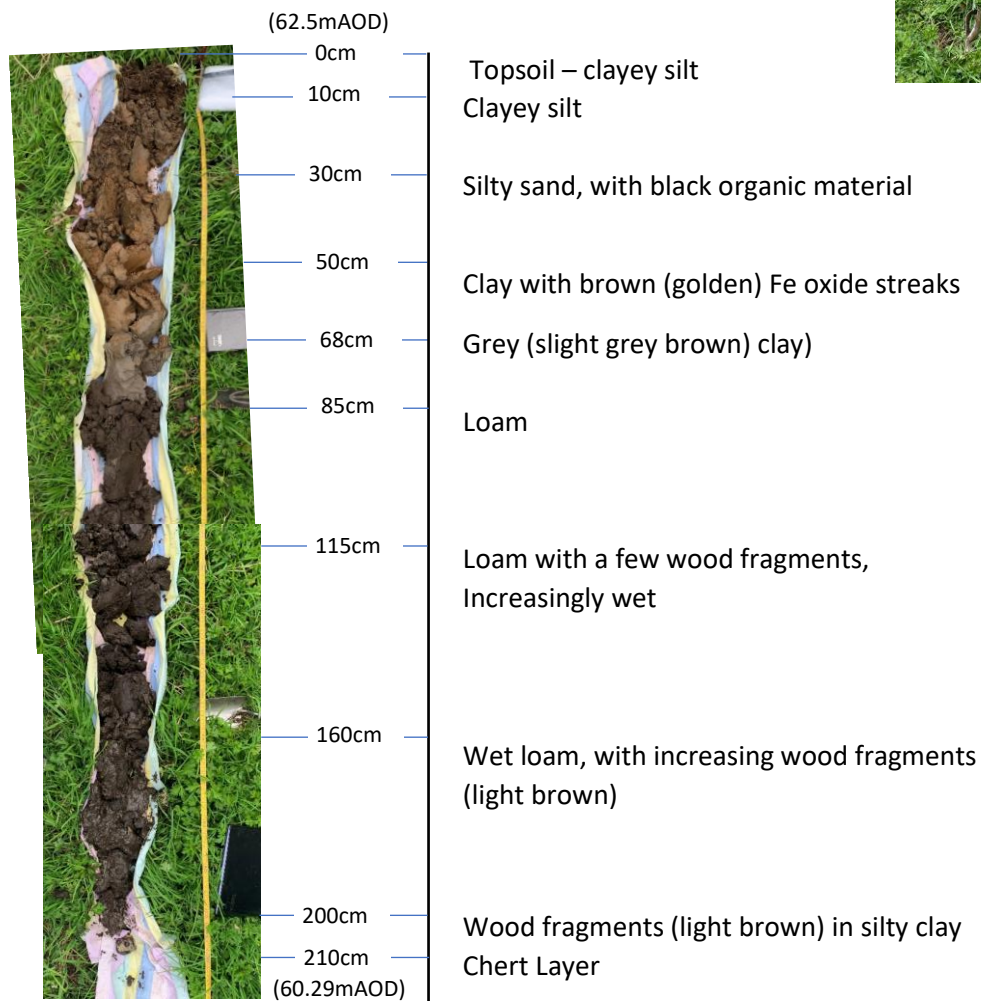 (62.5mAOD)
0cm
Topsoil – clayey silt
10cm
Clayey silt
30cm
Silty sand, with black organic material
50cm
Clay with brown (golden) Fe oxide streaks
68cm
Grey (slight grey brown) clay)
85cm
Loam
115cm
Loam with a few wood fragments,
Increasingly wet
160cm
Wet loam, with increasing wood fragments
(light brown)
200cm
Wood fragments (light brown) in silty clay
210cm
Chert Layer
(60.29mAOD)